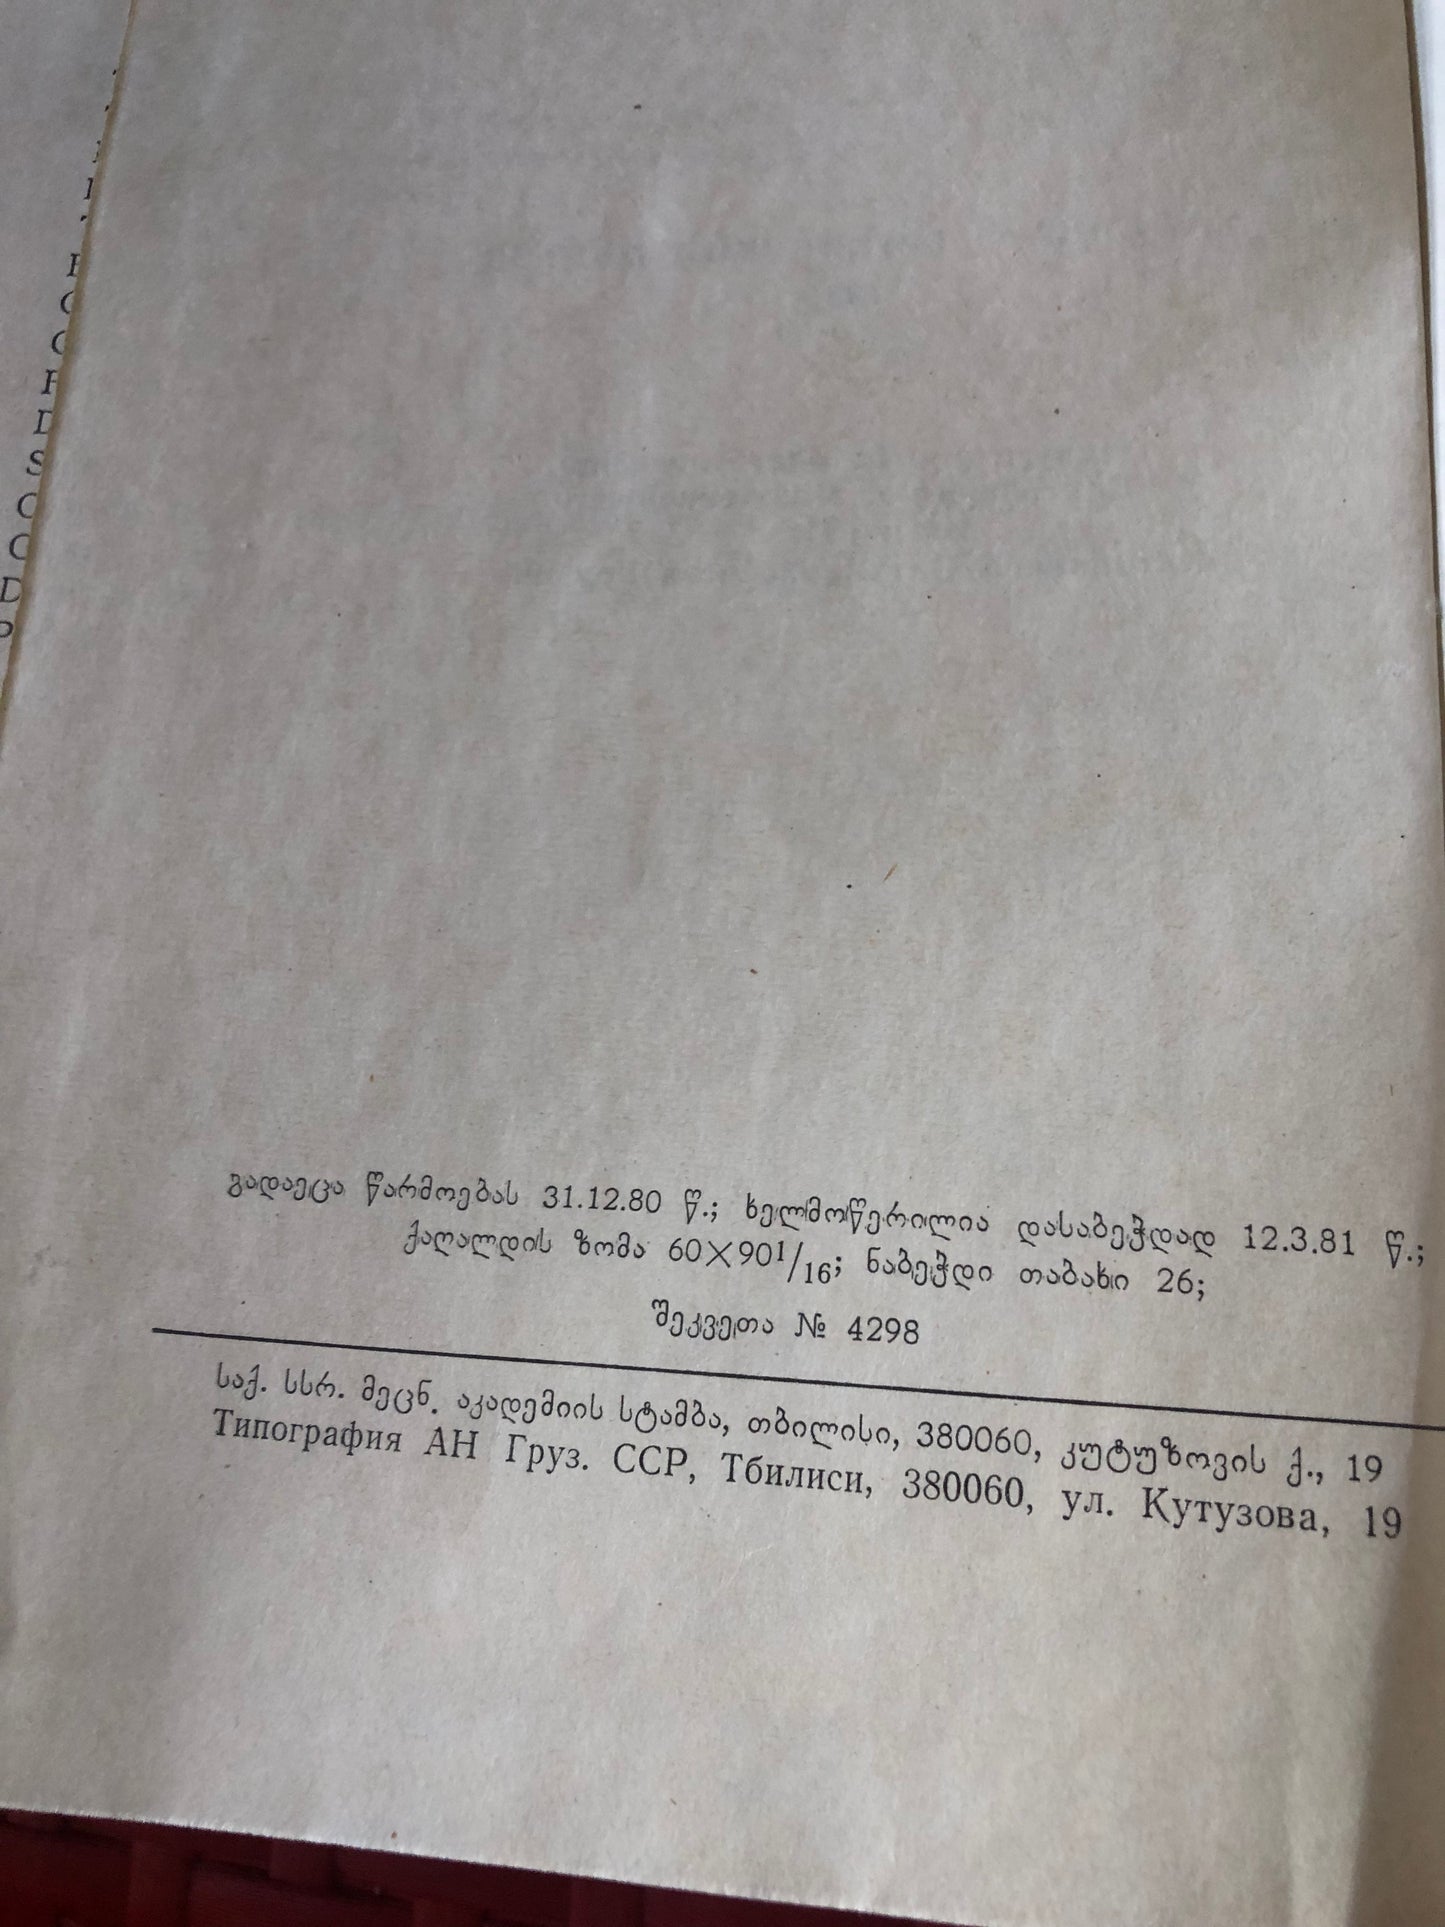 გადაეცა წარმოებას 31.12.80 წ.; ხელმოწერილია დასაბეჭდად 12.3.81 წ.;
ქაღალდის ზომა 60×90¹/₁₆; ნაბეჭდი თაბახი 26;
შეკვეთა № 4298
საქ. სსრ. მეცნ. აკადემიის სტამბა, თბილისი, 380060, კუტუზოვის ქ., 19
Типография АН Груз. ССР, Тбилиси, 380060, ул. Кутузова, 19